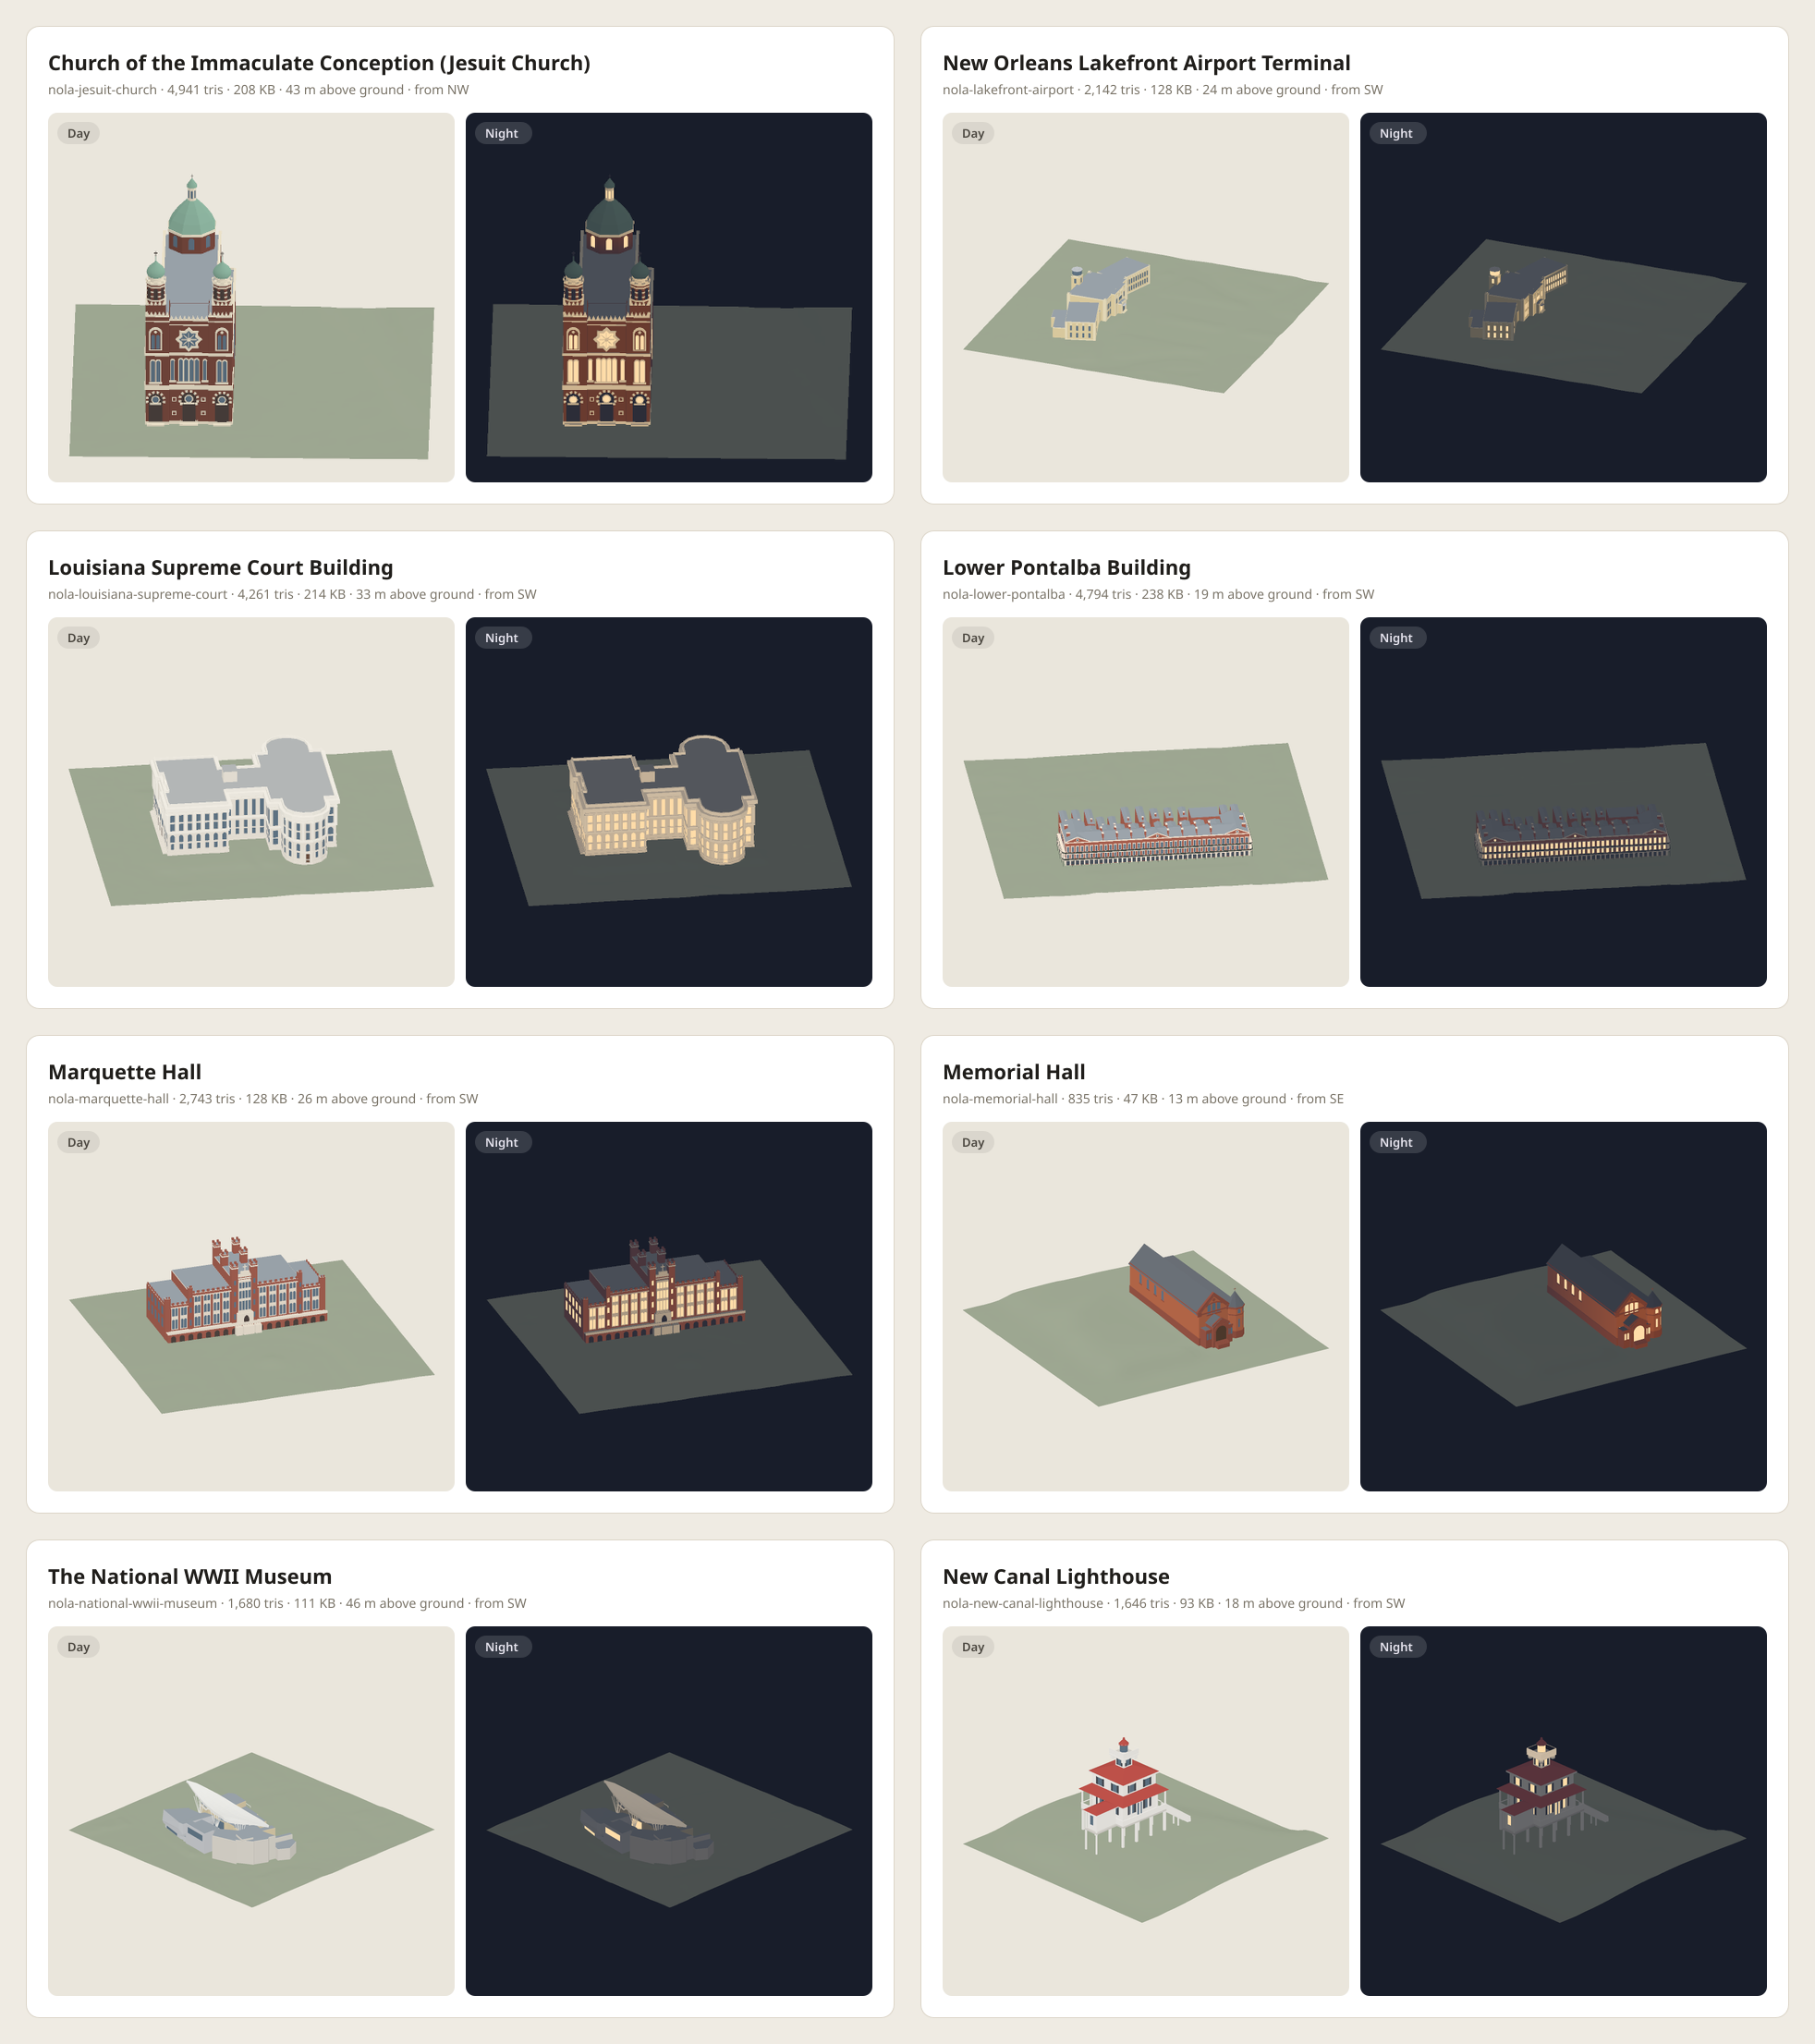 Church of the Immaculate Conception (Jesuit Church)
nola-jesuit-church · 4,941 tris · 208 KB · 43 m above ground · from NW
Day
Night
New Orleans Lakefront Airport Terminal
nola-lakefront-airport · 2,142 tris · 128 KB · 24 m above ground · from SW
Day
Night
Louisiana Supreme Court Building
nola-louisiana-supreme-court · 4,261 tris · 214 KB · 33 m above ground · from SW
Day
Night
Lower Pontalba Building
nola-lower-pontalba · 4,794 tris · 238 KB · 19 m above ground · from SW
Day
Night
Marquette Hall
nola-marquette-hall · 2,743 tris · 128 KB · 26 m above ground · from SW
Day
Night
Memorial Hall
nola-memorial-hall · 835 tris · 47 KB · 13 m above ground · from SE
Day
Night
The National WWII Museum
nola-national-wwii-museum · 1,680 tris · 111 KB · 46 m above ground · from SW
Day
Night
New Canal Lighthouse
nola-new-canal-lighthouse · 1,646 tris · 93 KB · 18 m above ground · from SW
Day
Night